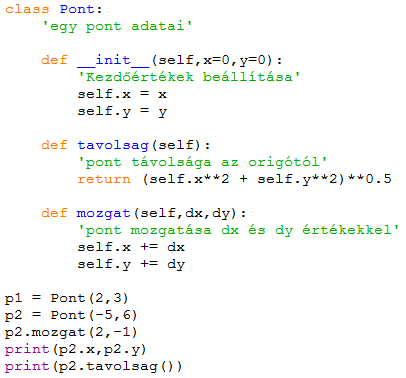 class Pont:
    'egy pont adatai'
    def __init__(self,x=0,y=0):
        'Kezdőértékek beállítása'
        self.x = x
        self.y = y
    def tavolsag(self):
        'pont távolsága az origótól'
        return (self.x**2 + self.y**2)**0.5
    def mozgat(self,dx,dy):
        'pont mozgatása dx és dy értékekkel'
        self.x += dx
        self.y += dy
p1 = Pont(2,3)
p2 = Pont(-5,6)
p2.mozgat(2,-1)
print(p2.x,p2.y)
print(p2.tavolsag())